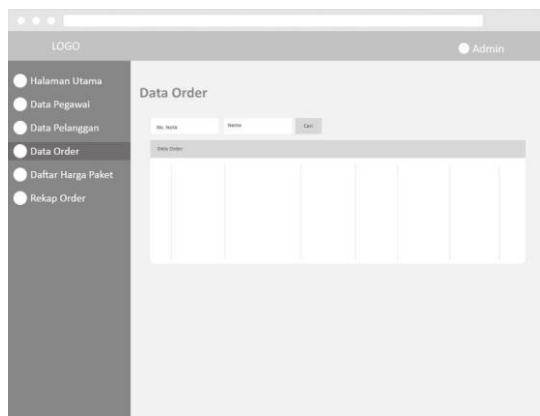 LOGO
Admin
Halaman Utama
Data Pegawai
Data Pelanggan
Data Order
Daftar Harga Paket
Rekap Order
Data Order
No. Nota
Nama
Cari
Data Order